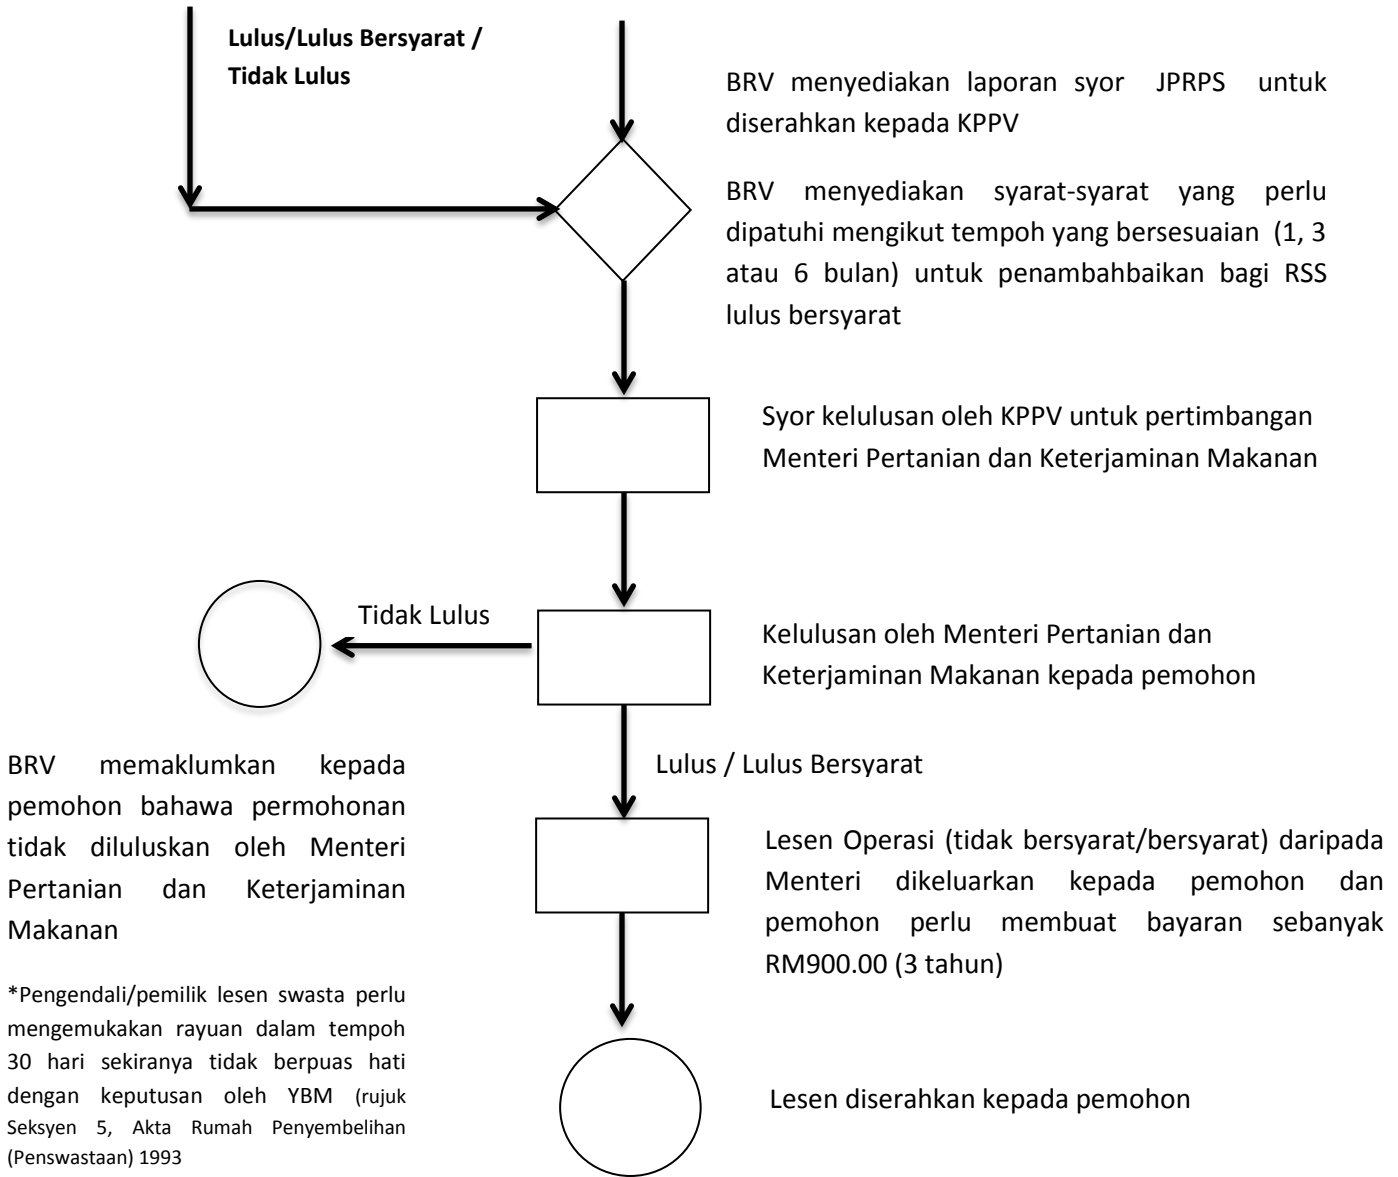 Lulus/Lulus Bersyarat /
Tidak Lulus
BRV menyediakan laporan syor JPRPS untuk
diserahkan kepada KPPV
BRV menyediakan syarat-syarat yang perlu
dipatuhi mengikut tempoh yang bersesuaian (1, 3
atau 6 bulan) untuk penambahbaikan bagi RSS
lulus bersyarat
Syor kelulusan oleh KPPV untuk pertimbangan
Menteri Pertanian dan Keterjaminan Makanan
Tidak Lulus
Kelulusan oleh Menteri Pertanian dan
Keterjaminan Makanan kepada pemohon
BRV memaklumkan kepada
pemohon bahawa permohonan
tidak diluluskan oleh Menteri
Pertanian dan Keterjaminan
Makanan
Lulus / Lulus Bersyarat
Lesen Operasi (tidak bersyarat/bersyarat) daripada
Menteri dikeluarkan kepada pemohon dan
pemohon perlu membuat bayaran sebanyak
RM900.00 (3 tahun)
*Pengendali/pemilik lesen swasta perlu
mengemukakan rayuan dalam tempoh
30 hari sekiranya tidak berpuas hati
dengan keputusan oleh YBM (rujuk
Seksyen 5, Akta Rumah Penyembelihan
(Penswastaan) 1993
Lesen diserahkan kepada pemohon